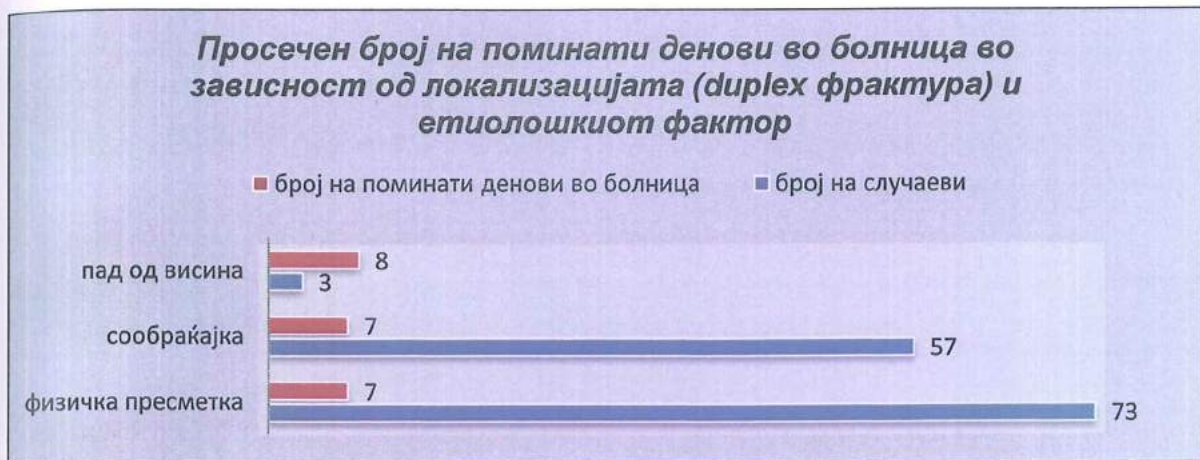 Просечен број на поминати денови во болница во
зависност од локализацијата (duplex фрактура) и
етиолошкиот фактор
број на поминати денови во болница број на случаеви
пад од висина 8
3
сообраќајка 7
57
физичка пресметка 7
73